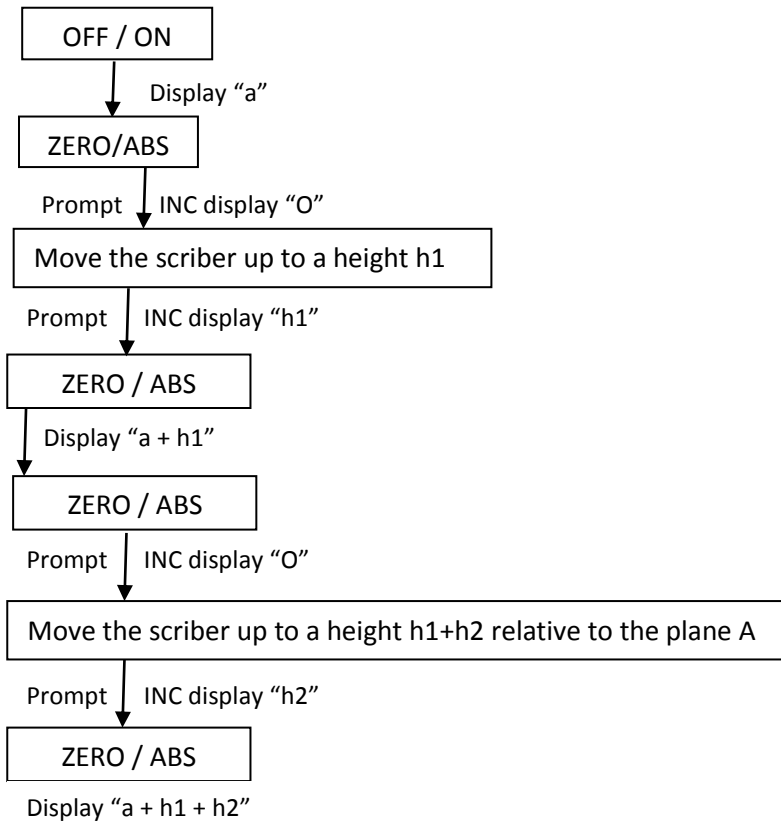 OFF / ON
Display “a”
ZERO/ABS
Prompt INC display “O”
Move the scriber up to a height h1
Prompt INC display “h1”
ZERO / ABS
Display “a + h1”
ZERO / ABS
Prompt INC display “O”
Move the scriber up to a height h1+h2 relative to the plane A
Prompt INC display “h2”
ZERO / ABS
Display “a + h1 + h2”